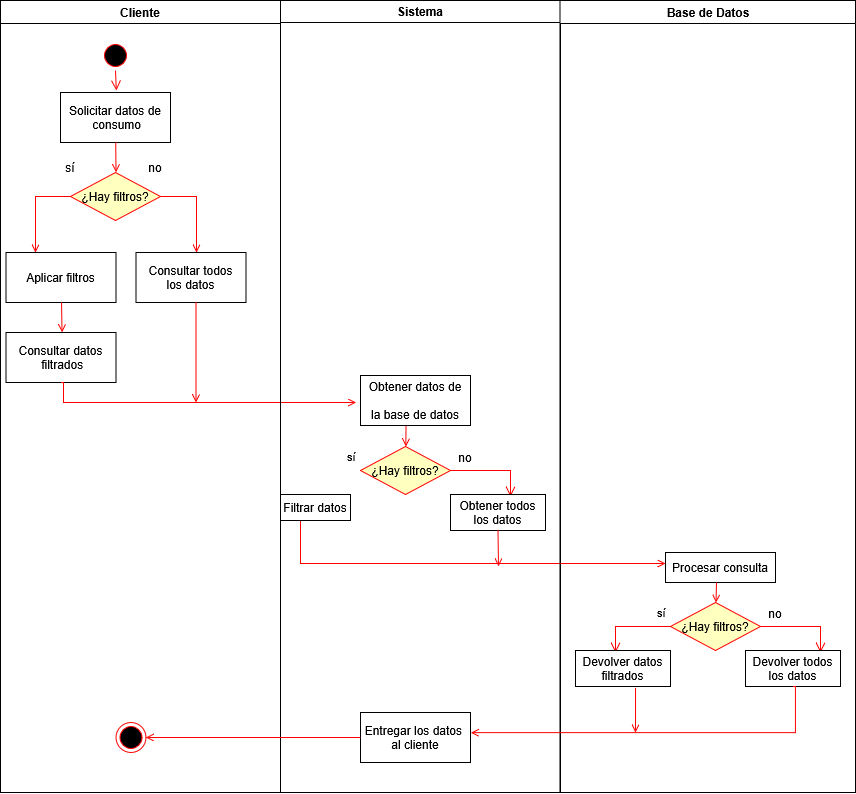 Cliente
Sistema
Base de Datos
Solicitar datos de
consumo
sí
no
¿Hay filtros?
Aplicar filtros
Consultar todos
los datos
Consultar datos
filtrados
Obtener datos de
la base de datos
sí
no
¿Hay filtros?
Filtrar datos
Obtener todos
los datos
Procesar consulta
sí
no
¿Hay filtros?
Devolver datos
filtrados
Devolver todos
los datos
Entregar los datos
al cliente